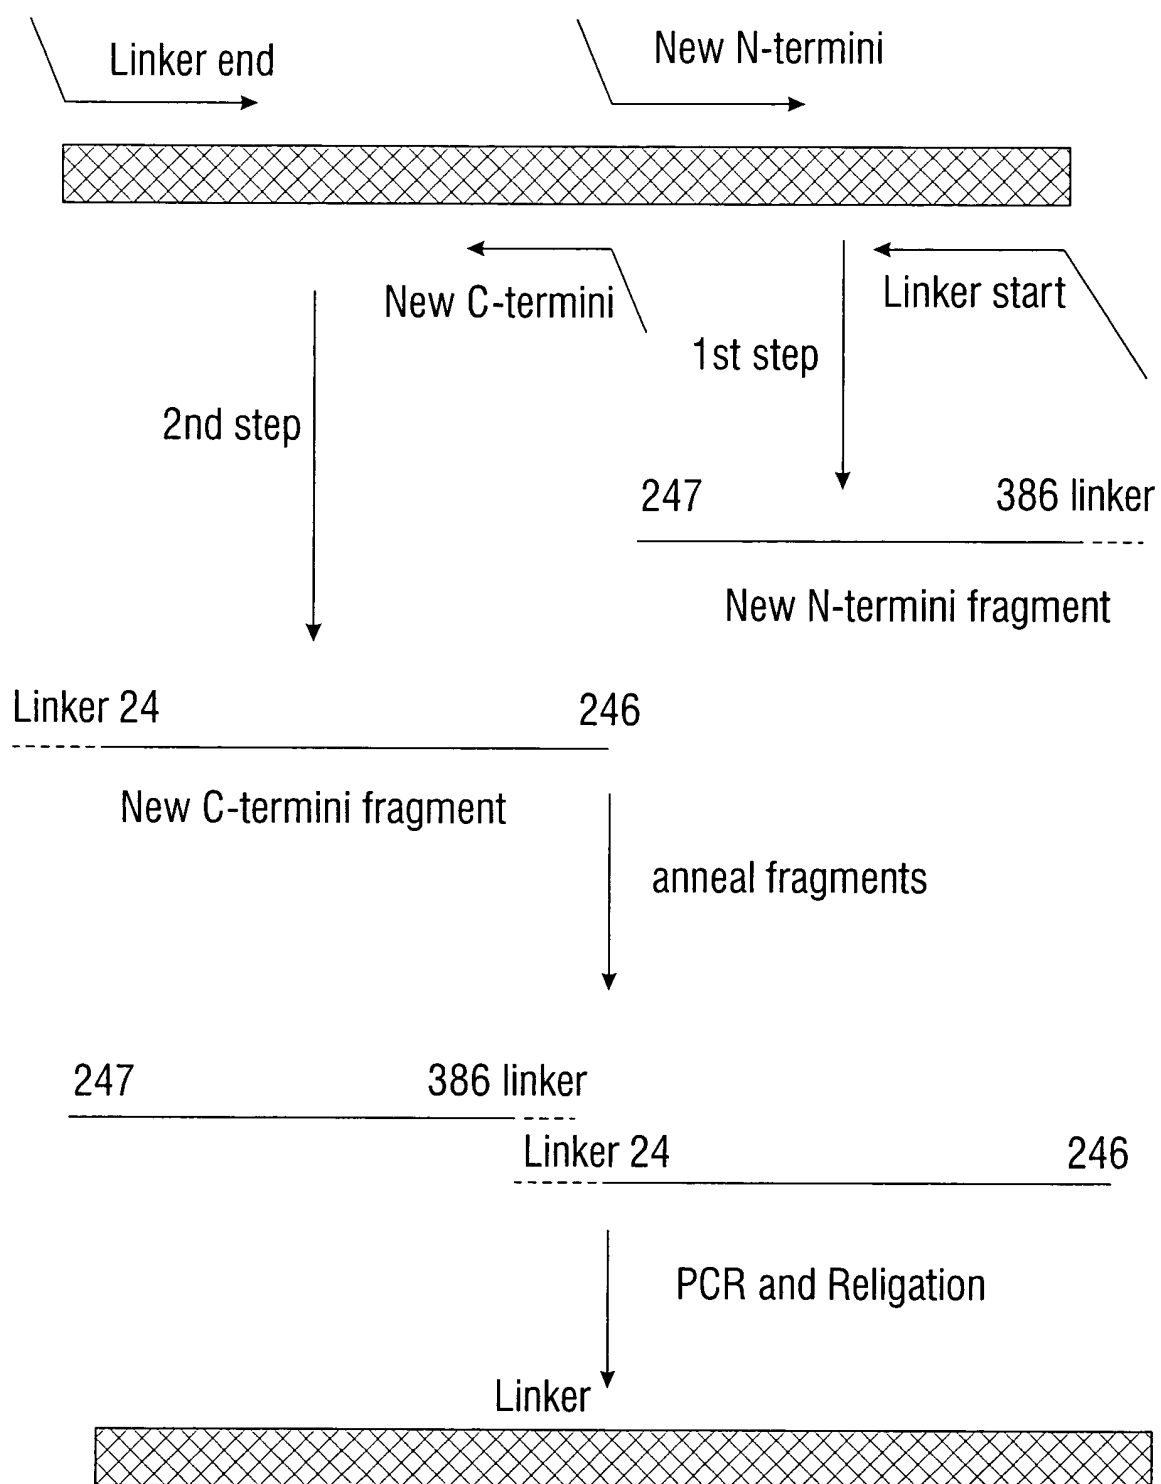 Linker end
New N-termini
New C-termini
Linker start
1st step
2nd step
247 386 linker
New N-termini fragment
Linker 24 246
New C-termini fragment
anneal fragments
247 386 linker
Linker 24 246
PCR and Religation
Linker